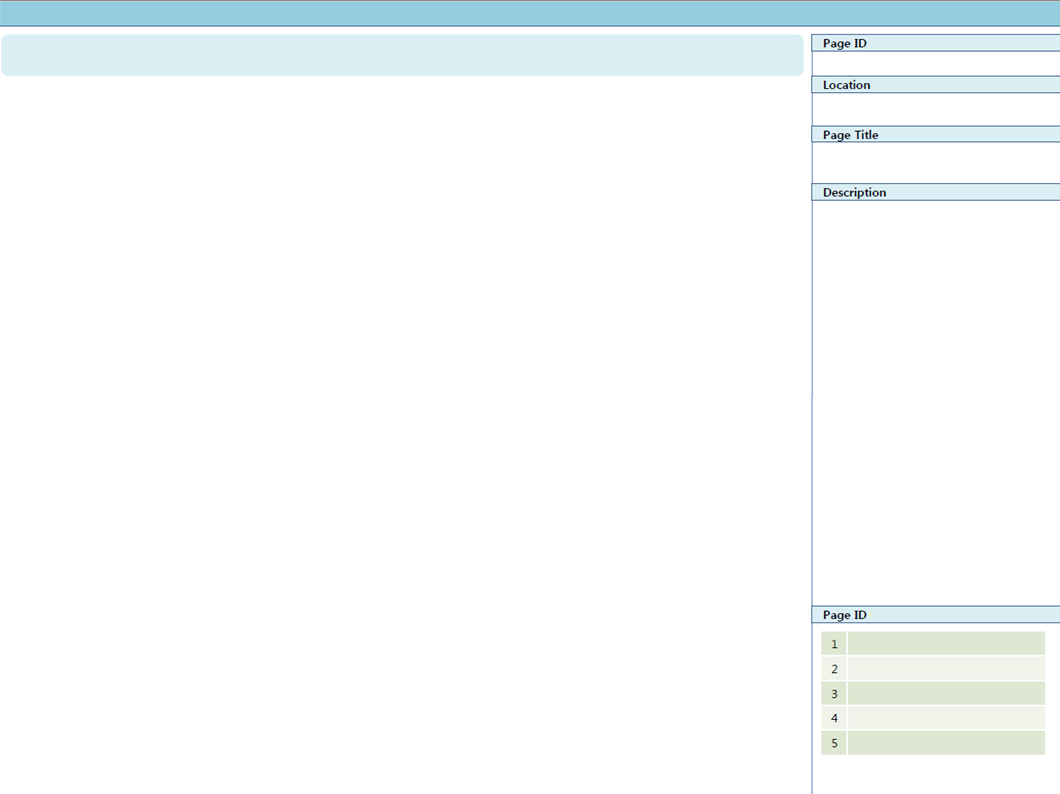 Page ID
Location
Page Title
Description
Page ID
1
2
3
4
5